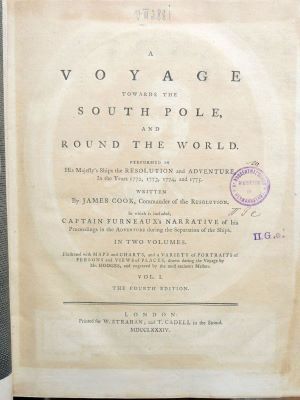 A
VOYAGE
TOWARDS THE
SOUTH POLE,
AND
ROUND THE WORLD.
PERFORMED IN
His Majesty's Ships the RESOLUTION and ADVENTURE,
In the Years 1772, 1773, 1774, and 1775.
WRITTEN
By JAMES COOK, Commander of the RESOLUTION.
In which is included,
CAPTAIN FURNEAUX's NARRATIVE of his
Proceedings in the ADVENTURE during the Separation of the Ships.
IN TWO VOLUMES.
Illustrated with MAPS and CHARTS, and a VARIETY of PORTRAITS of
PERSONS and VIEWS of PLACES, drawn during the Voyage by
Mr. HODGES, and engraved by the most eminent Masters.
VOL. I.
THE FOURTH EDITION.
LONDON:
Printed for W. STRAHAN; and T. CADELL in the Strand.
MDCCLXXXIV.
II.G.